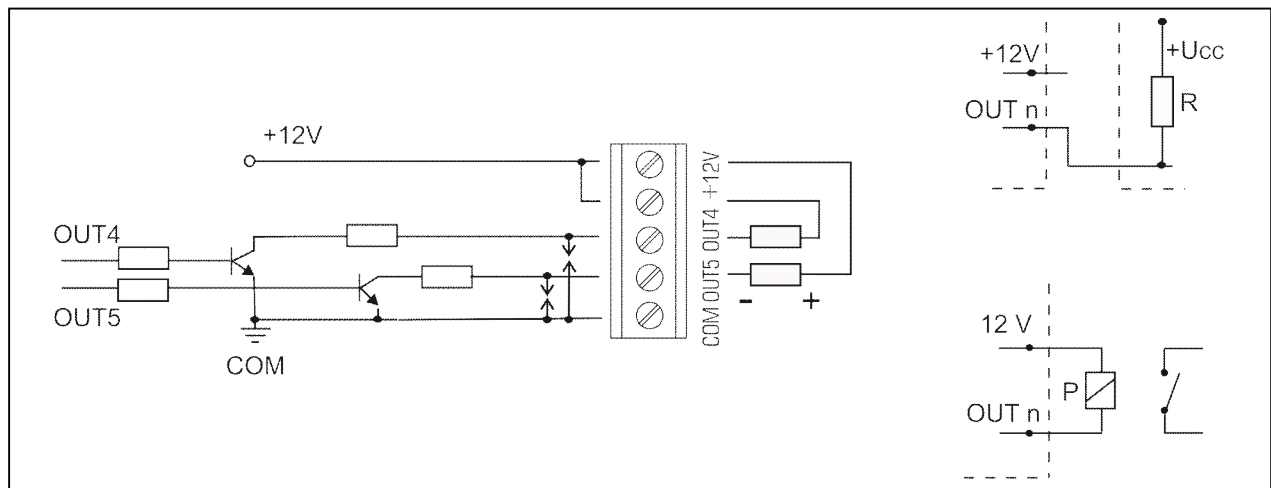 +12V
OUT4
OUT5
COM
+12V
OUT4
OUT5
COM
- +
+12V
+Ucc
OUT n
R
12 V
P
OUT n